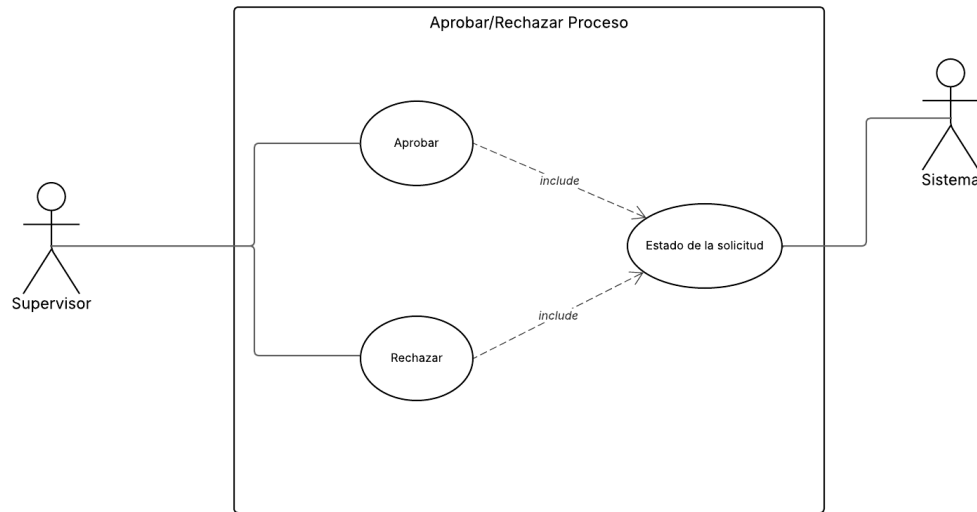 Aprobar/Rechazar Proceso
Aprobar
include
Sistema
Estado de la solicitud
Supervisor
include
Rechazar